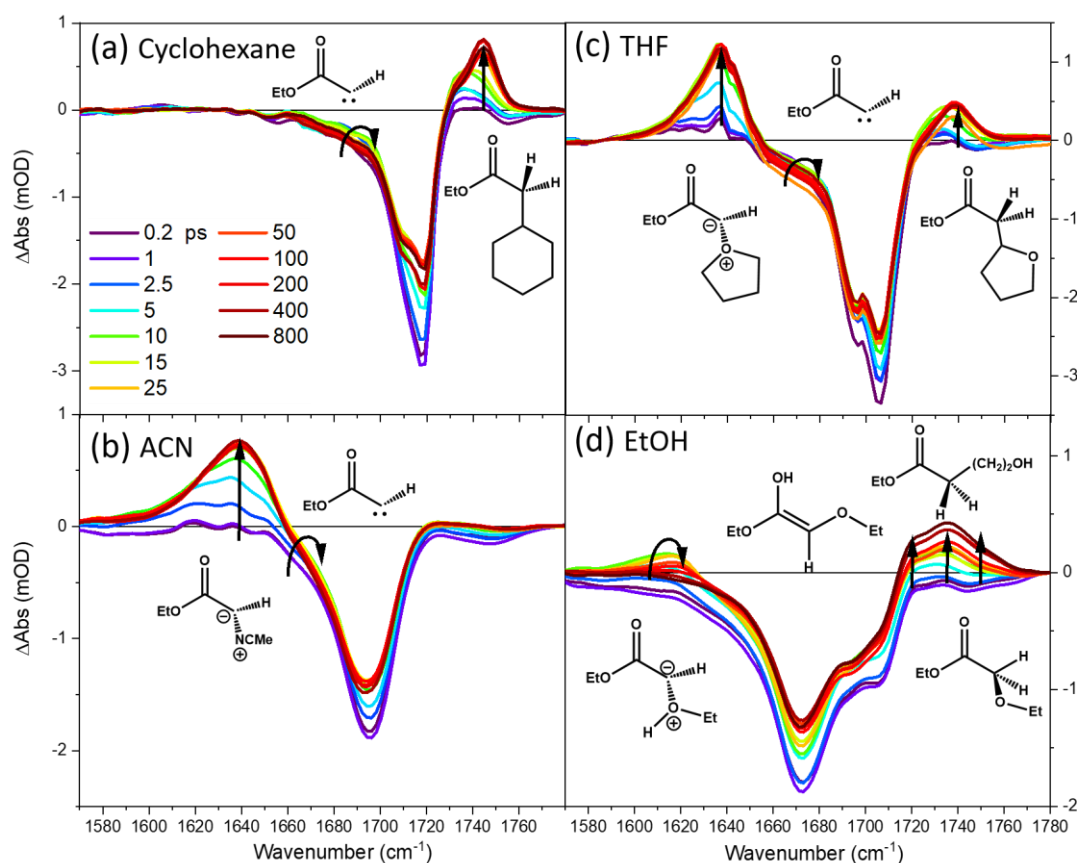 (a) Cyclohexane
O
EtO
H
O
EtO
H
H
0.2 ps
1
2.5
5
10
15
25
50
100
200
400
800
1
0
-1
-2
-3
ΔAbs (mOD)
(c) THF
O
EtO
H
O
EtO
H
⊖
O
⊕
O
EtO
H
H
O
1
0
-1
-2
-3
ΔAbs (mOD)
(b) ACN
O
EtO
H
O
EtO
H
⊖
NCMe
⊕
1
0
-1
-2
ΔAbs (mOD)
1580 1600 1620 1640 1660 1680 1700 1720 1740 1760
Wavenumber (cm-1)
(d) EtOH
OH
EtO
O
Et
H
O
EtO
(CH2)2OH
H
H
O
EtO
⊖
H
O
H
⊕
Et
O
EtO
H
H
O
Et
1
0
-1
-2
ΔAbs (mOD)
1580 1600 1620 1640 1660 1680 1700 1720 1740 1760 1780
Wavenumber (cm-1)